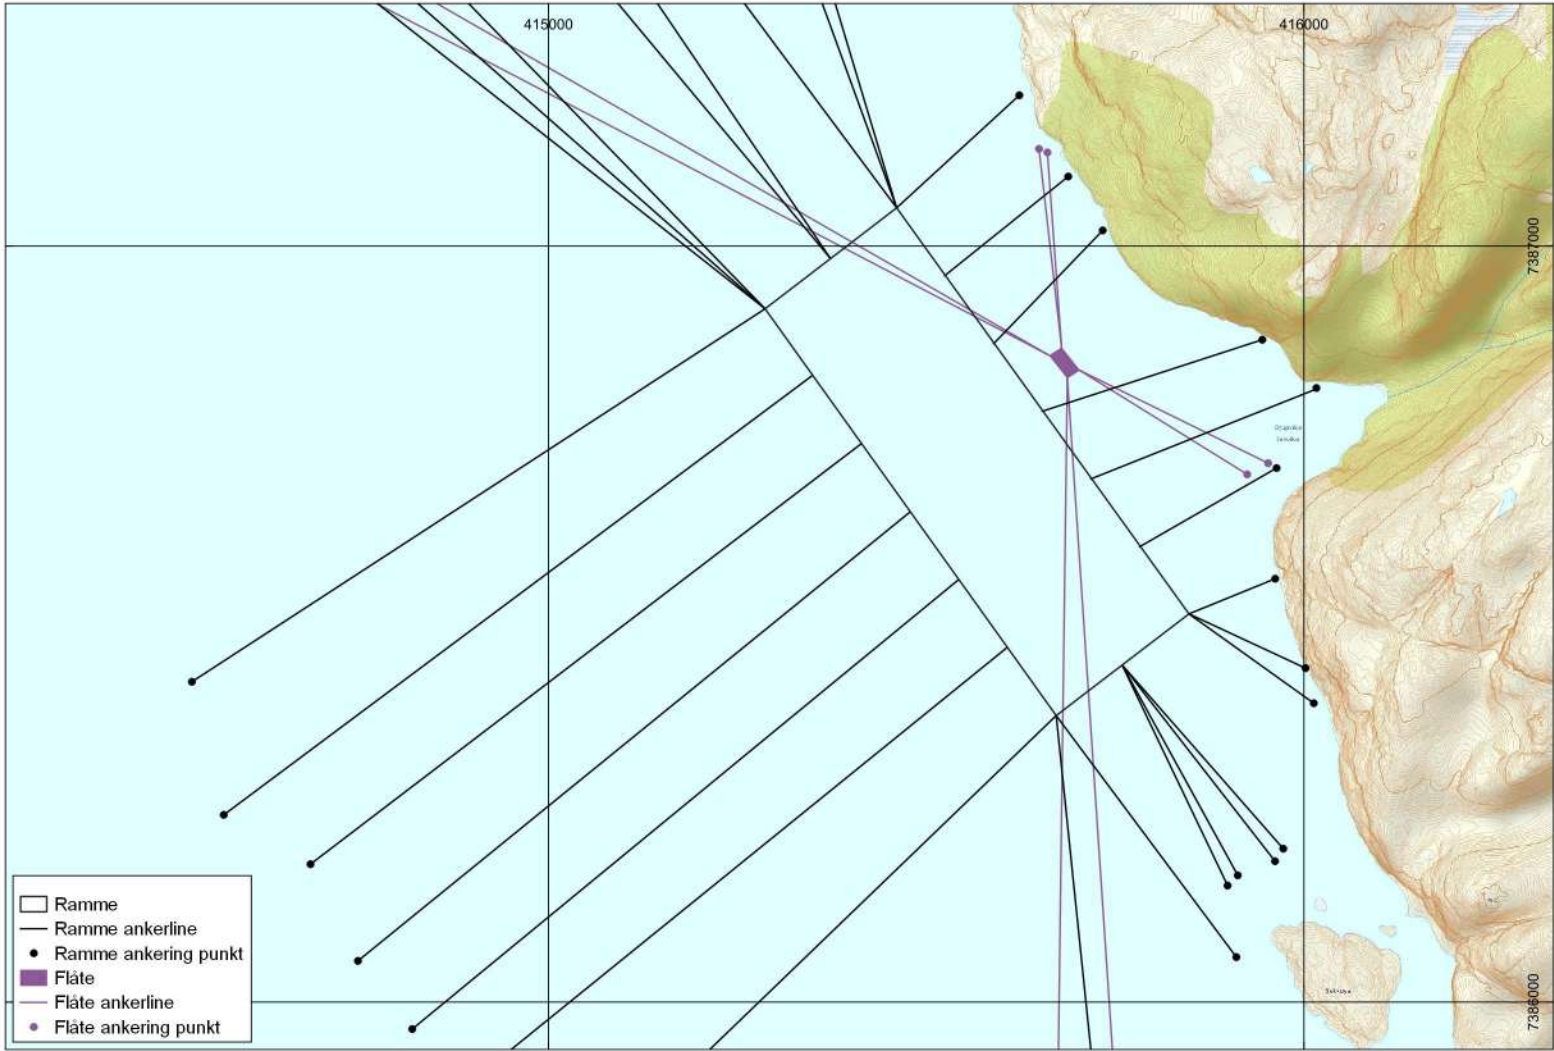 415000
416000
7387000
Ramme
Ramme ankerline
Ramme ankering punkt
Flåte
Flåte ankerline
Flåte ankering punkt
7386000